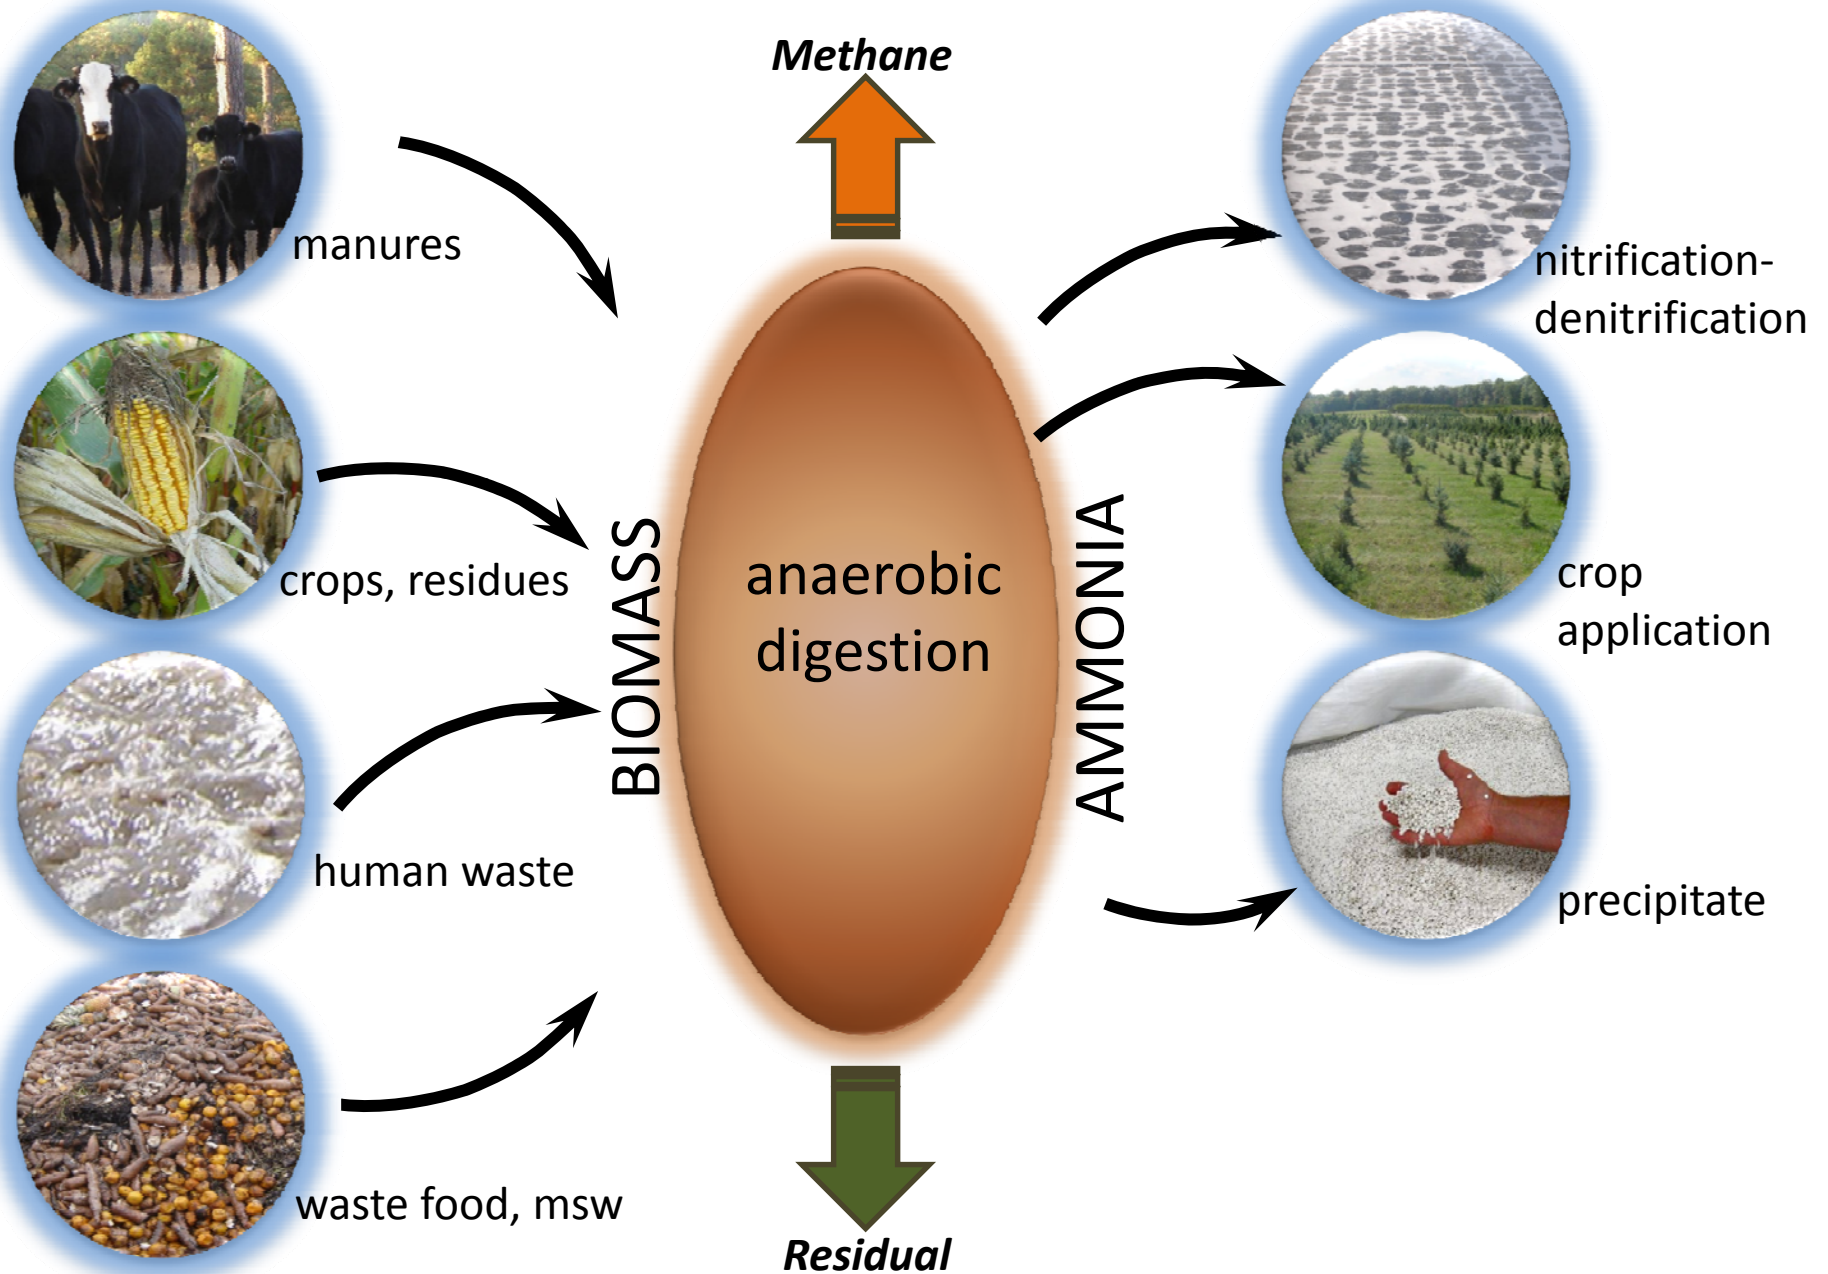 Methane
manures
nitrification-
denitrification
crops, residues
BIOMASS
anaerobic
digestion
AMMONIA
crop
application
human waste
precipitate
waste food, msw
Residual